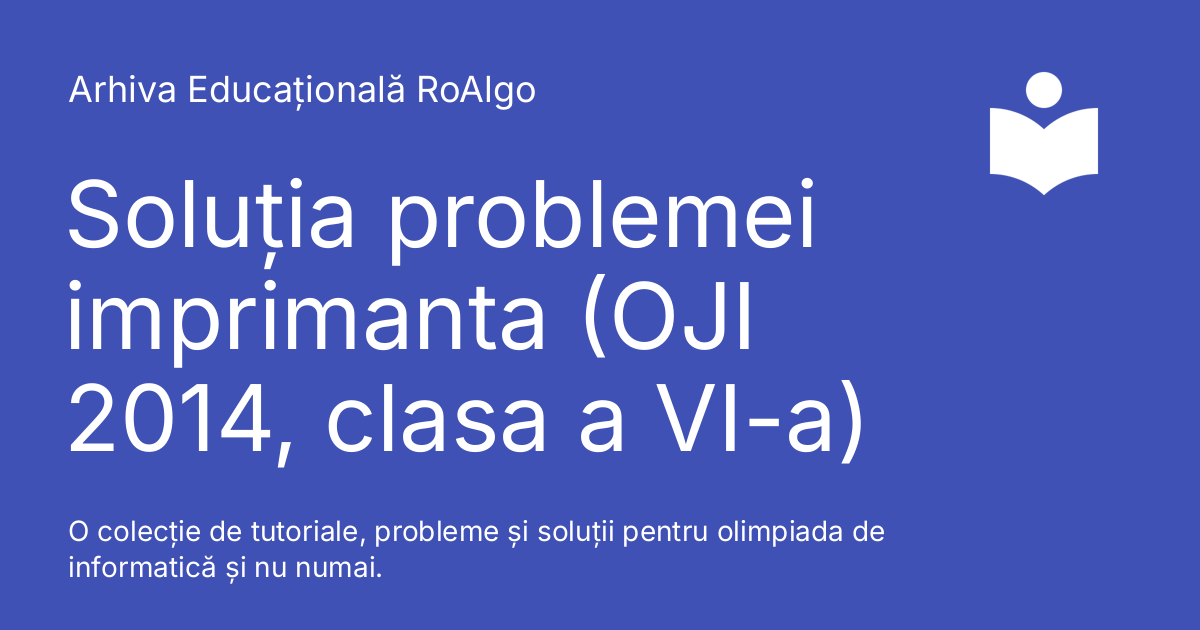 Arhiva Educațională RoAlgo
Soluția problemei
imprimanta (OJI
2014, clasa a VI-a)
O colecție de tutoriale, probleme și soluții pentru olimpiada de
informatică și nu numai.